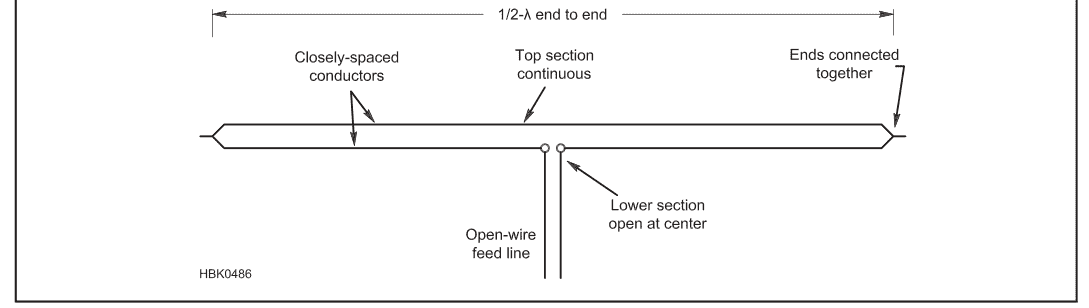 1/2-λ end to end
Closely-spaced
conductors
Top section
continuous
Ends connected
together
Lower section
open at center
Open-wire
feed line
HBK0486